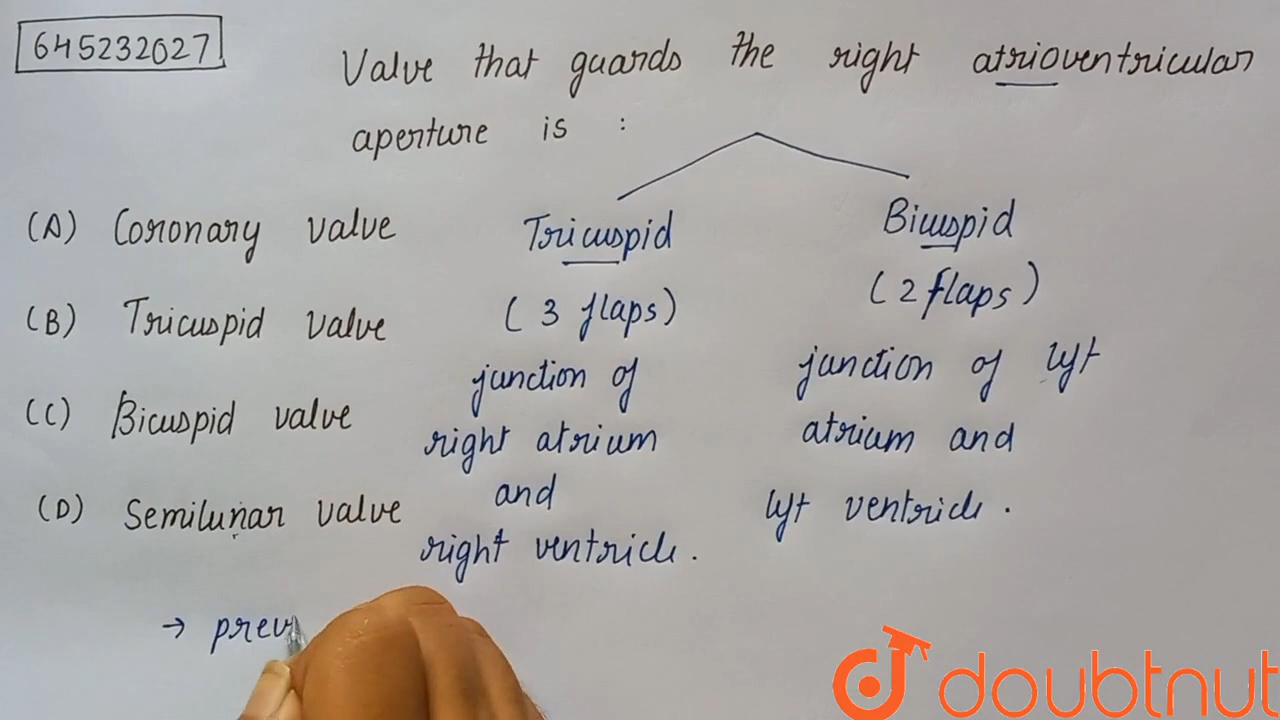 645232027
Valve that guards the right atrioventricular
aperture is :
(A) Coronary valve
(B) Tricuspid valve
(C) Bicuspid valve
(D) Semilunar valve
Tricuspid
(3 flaps)
junction of
right atrium
and
right ventricle.
Bicuspid
(2 flaps)
junction of left
atrium and
left ventricle.
→ prev
doubtnut